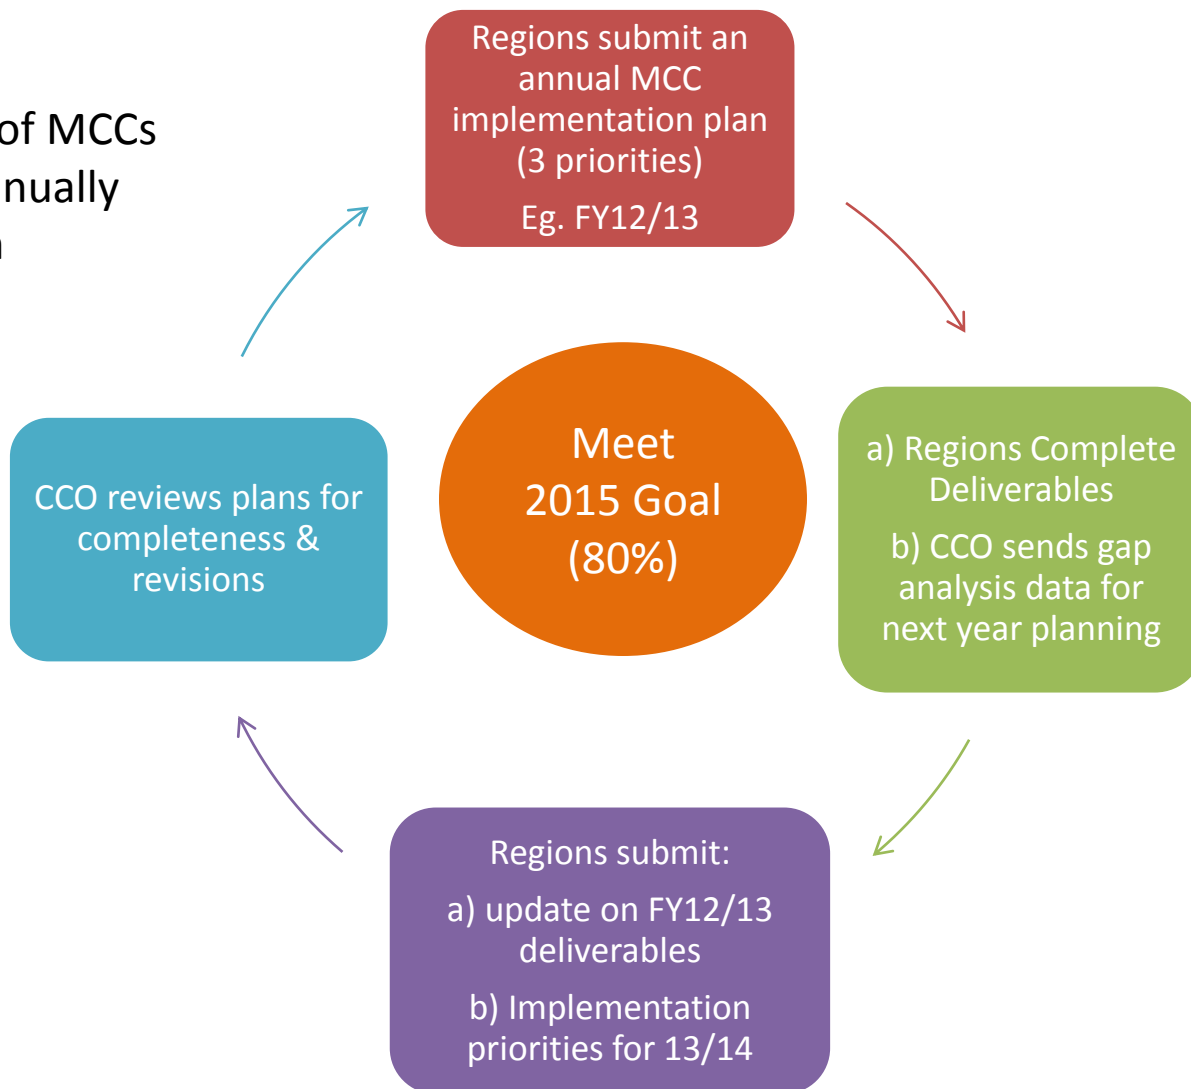 of MCCs
nually
Regions submit an
annual MCC
implementation plan
(3 priorities)
Eg. FY12/13
a) Regions Complete
Deliverables
b) CCO sends gap
analysis data for
next year planning
Regions submit:
a) update on FY12/13
deliverables
b) Implementation
priorities for 13/14
CCO reviews plans for
completeness &
revisions
Meet
2015 Goal
(80%)